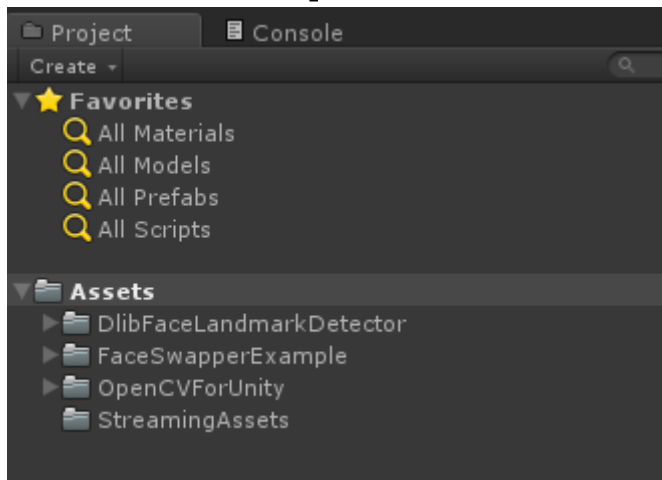 Project Console
Create
Favorites
All Materials
All Models
All Prefabs
All Scripts
Assets
DlibFaceLandmarkDetector
FaceSwapperExample
OpenCVForUnity
StreamingAssets